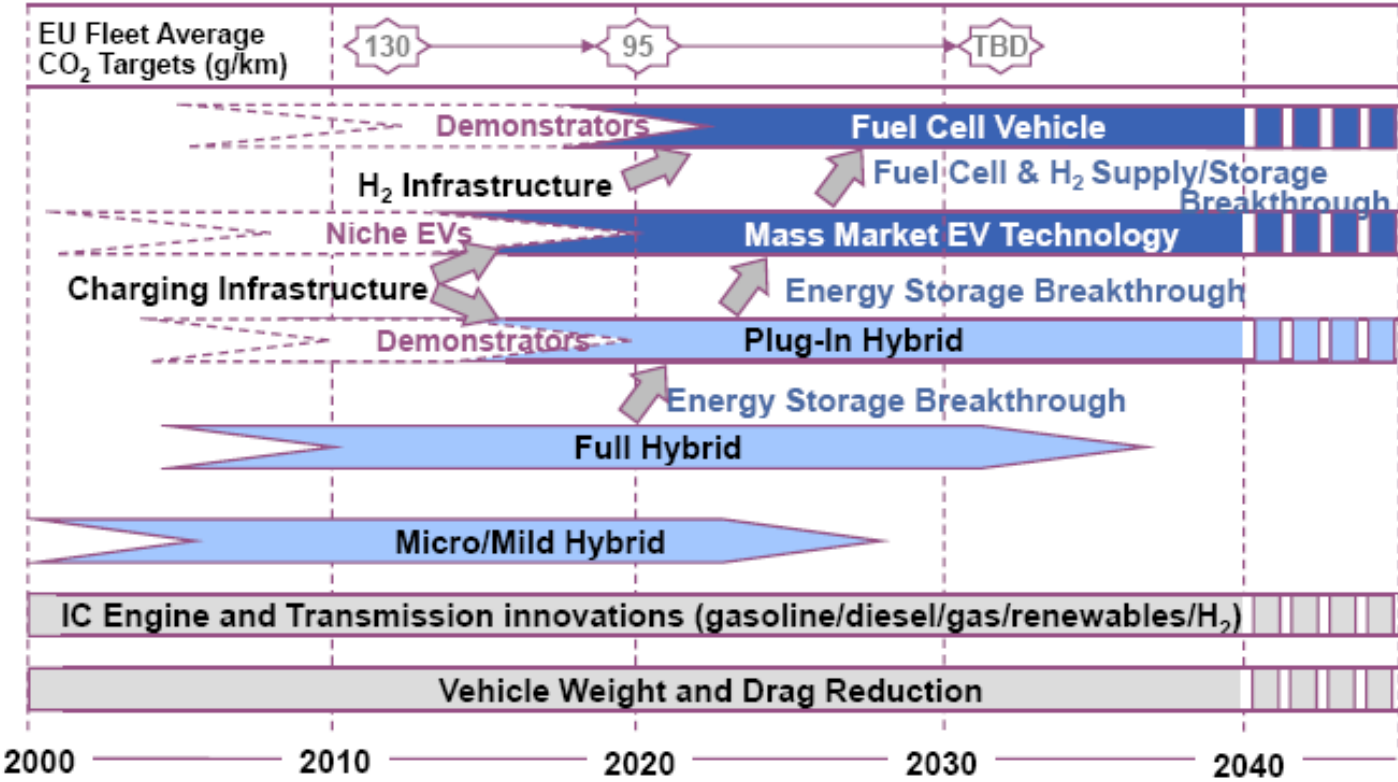 EU Fleet Average
CO₂ Targets (g/km)
130
95
TBD
Demonstrators
Fuel Cell Vehicle
H₂ Infrastructure
Fuel Cell & H₂ Supply/Storage
Breakthrough
Niche EVs
Mass Market EV Technology
Charging Infrastructure
Energy Storage Breakthrough
Demonstrators
Plug-In Hybrid
Energy Storage Breakthrough
Full Hybrid
Micro/Mild Hybrid
IC Engine and Transmission innovations (gasoline/diesel/gas/renewables/H₂)
Vehicle Weight and Drag Reduction
2000
2010
2020
2030
2040